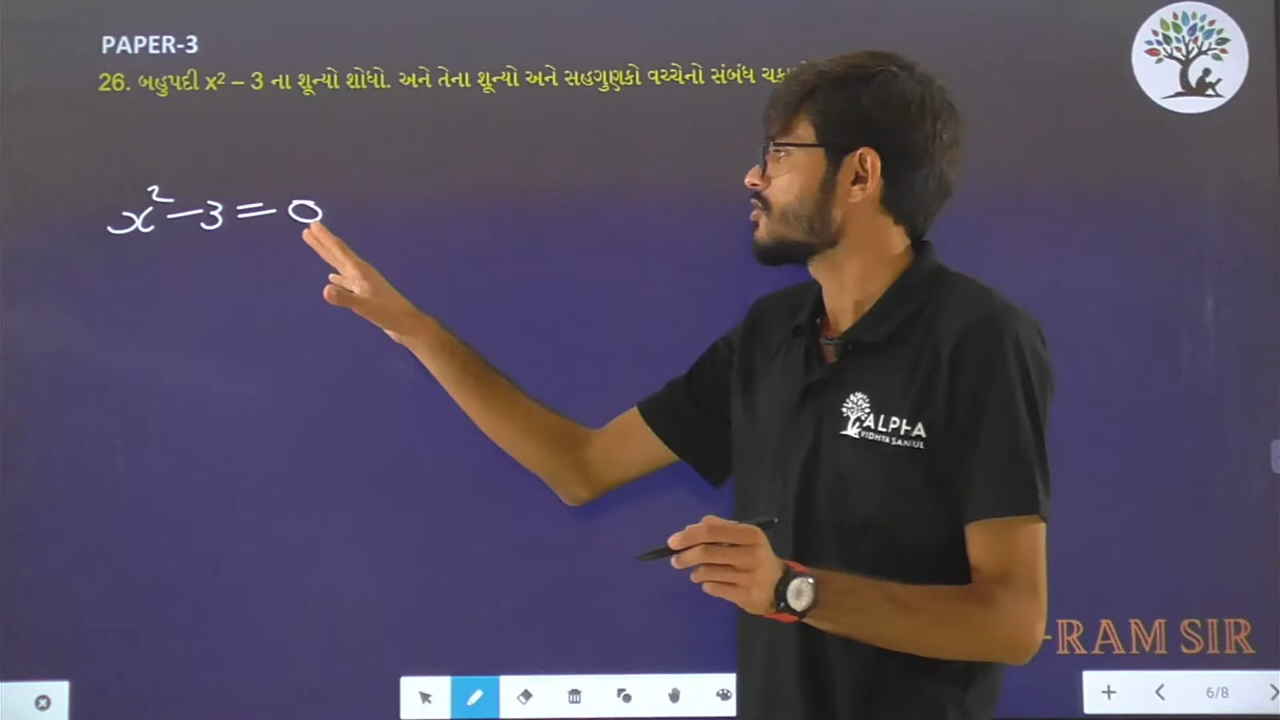 PAPER-3
26. બહુપદી x² – 3 ના શૂન્યો શોધો. અને તેના શૂન્યો અને સહગુણકો વચ્ચેનો સંબંધ
x² - 3 = 0
ALPHA
VIDHYA SANKUL
-RAM SIR
6/8